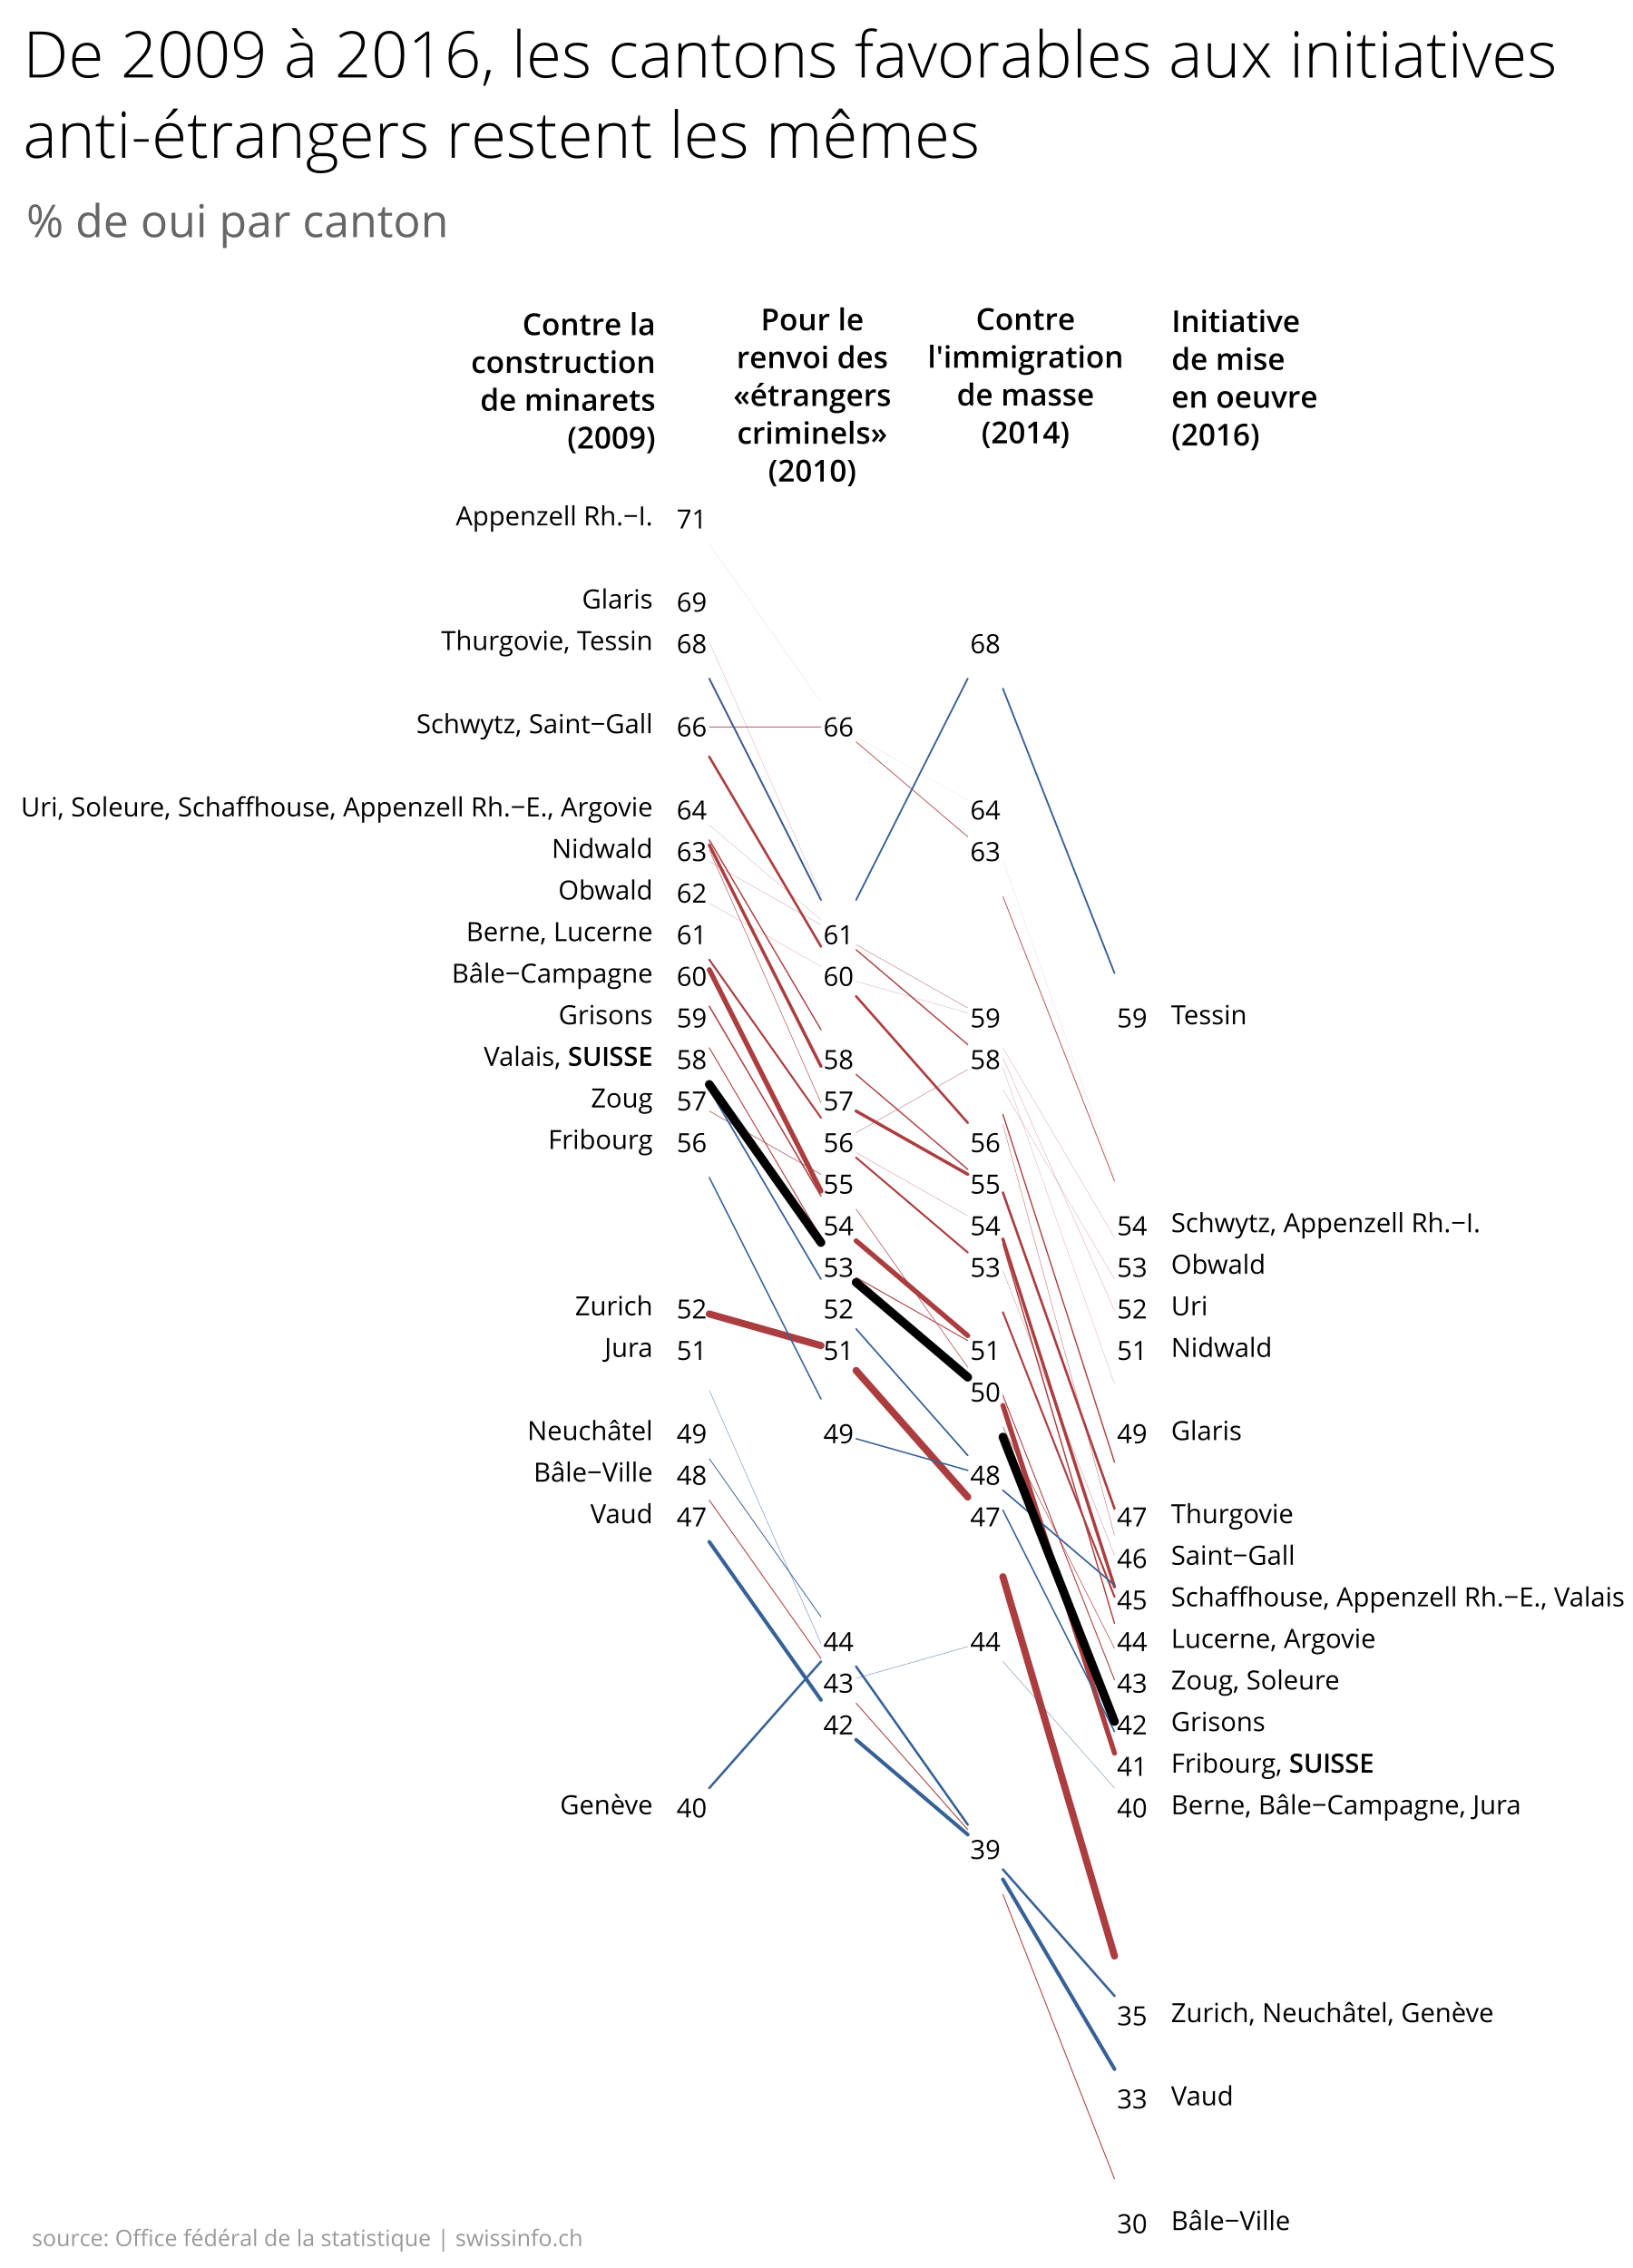 De 2009 à 2016, les cantons favorables aux initiatives
anti-étrangers restent les mêmes
% de oui par canton
Contre la
construction
de minarets
(2009)
Pour le
renvoi des
«étrangers
criminels»
(2010)
Contre
l'immigration
de masse
(2014)
Initiative
de mise
en oeuvre
(2016)
Appenzell Rh.−I. 71
Glaris 69
Thurgovie, Tessin 68 68
Schwytz, Saint−Gall 66 66
Uri, Soleure, Schaffhouse, Appenzell Rh.−E., Argovie 64 64
Nidwald 63 63
Obwald 62
Berne, Lucerne 61 61
Bâle−Campagne 60 60
Grisons 59 59 59 Tessin
Valais, SUISSE 58 58 58
Zoug 57 57
Fribourg 56 56 56
55 55
54 54 54 Schwytz, Appenzell Rh.−I.
53 53 53 Obwald
Zurich 52 52 52 Uri
Jura 51 51 51 51 Nidwald
50
Neuchâtel 49 49 49 Glaris
Bâle−Ville 48 48
Vaud 47 47 47 Thurgovie
46 Saint−Gall
45 Schaffhouse, Appenzell Rh.−E., Valais
44 44 44 Lucerne, Argovie
43 43 Zoug, Soleure
42 42 Grisons
41 Fribourg, SUISSE
Genève 40 40 Berne, Bâle−Campagne, Jura
39
35 Zurich, Neuchâtel, Genève
33 Vaud
30 Bâle−Ville
source: Office fédéral de la statistique | swissinfo.ch